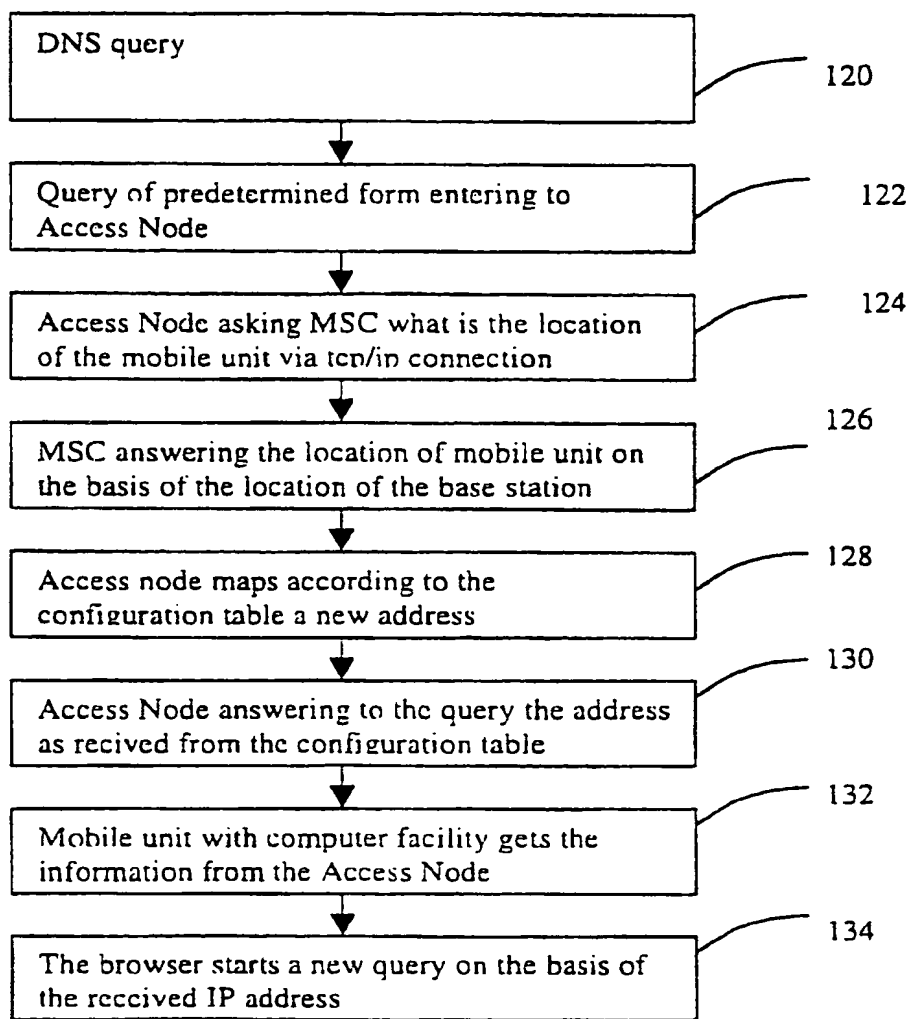 DNS query
120
Query of predetermined form entering to
Access Node
122
Access Node asking MSC what is the location
of the mobile unit via tcp/ip connection
124
MSC answering the location of mobile unit on
the basis of the location of the base station
126
Access node maps according to the
configuration table a new address
128
Access Node answering to the query the address
as recived from the configuration table
130
Mobile unit with computer facility gets the
information from the Access Node
132
The browser starts a new query on the basis of
the received IP address
134